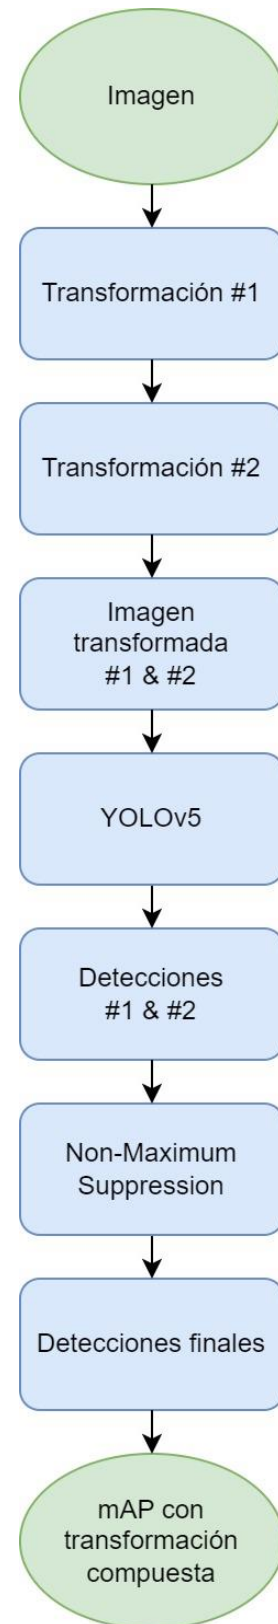 Imagen
Transformación #1
Transformación #2
Imagen
transformada
#1 & #2
YOLOv5
Detecciones
#1 & #2
Non-Maximum
Suppression
Detecciones finales
mAP con
transformación
compuesta